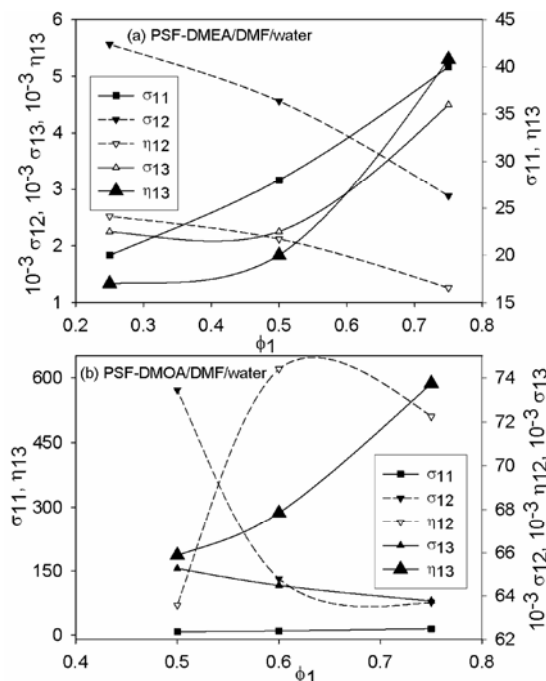 (a) PSF-DMEA/DMF/water
σ11
σ12
η12
σ13
η13
6
5
4
3
2
1
10⁻³ σ12, 10⁻³ σ13, 10⁻³ η13
45
40
35
30
25
20
15
σ11, η13
0.2 0.3 0.4 0.5 0.6 0.7 0.8
ϕ1
(b) PSF-DMOA/DMF/water
600
450
300
150
0
σ11, η13
74
72
70
68
66
64
62
10⁻³ σ12, 10⁻³ η12, 10⁻³ σ13
σ11
σ12
η12
σ13
η13
0.4 0.5 0.6 0.7 0.8
ϕ1